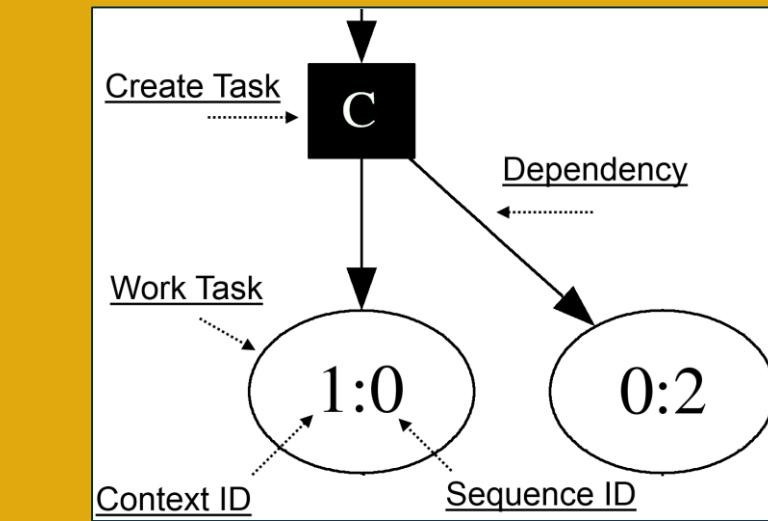 Create Task
C
Dependency
Work Task
1:0
0:2
Context ID
Sequence ID